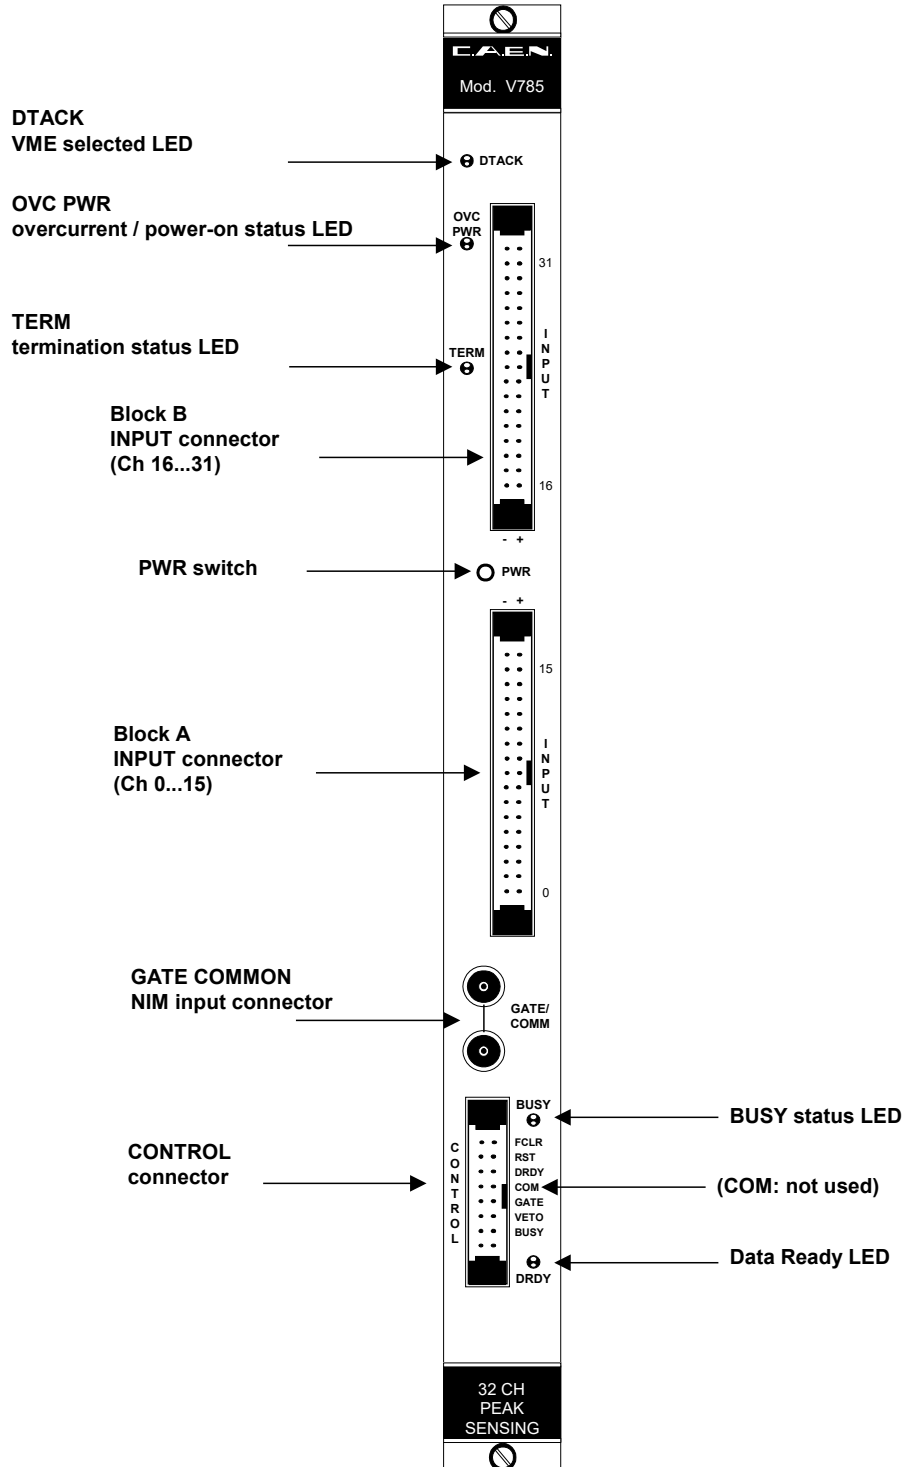 C.A.E.N.
Mod. V785
DTACK
VME selected LED
DTACK
OVC PWR
overcurrent / power-on status LED
OVC
PWR
31
TERM
termination status LED
TERM
I
N
P
U
T
Block B
INPUT connector
(Ch 16...31)
16
- +
PWR switch
PWR
- +
15
Block A
INPUT connector
(Ch 0...15)
I
N
P
U
T
0
GATE COMMON
NIM input connector
GATE/
COMM
BUSY
BUSY status LED
CONTROL
connector
C
O
N
T
R
O
L
FCLR
RST
DRDY
COM
GATE
VETO
BUSY
(COM: not used)
Data Ready LED
DRDY
32 CH
PEAK
SENSING